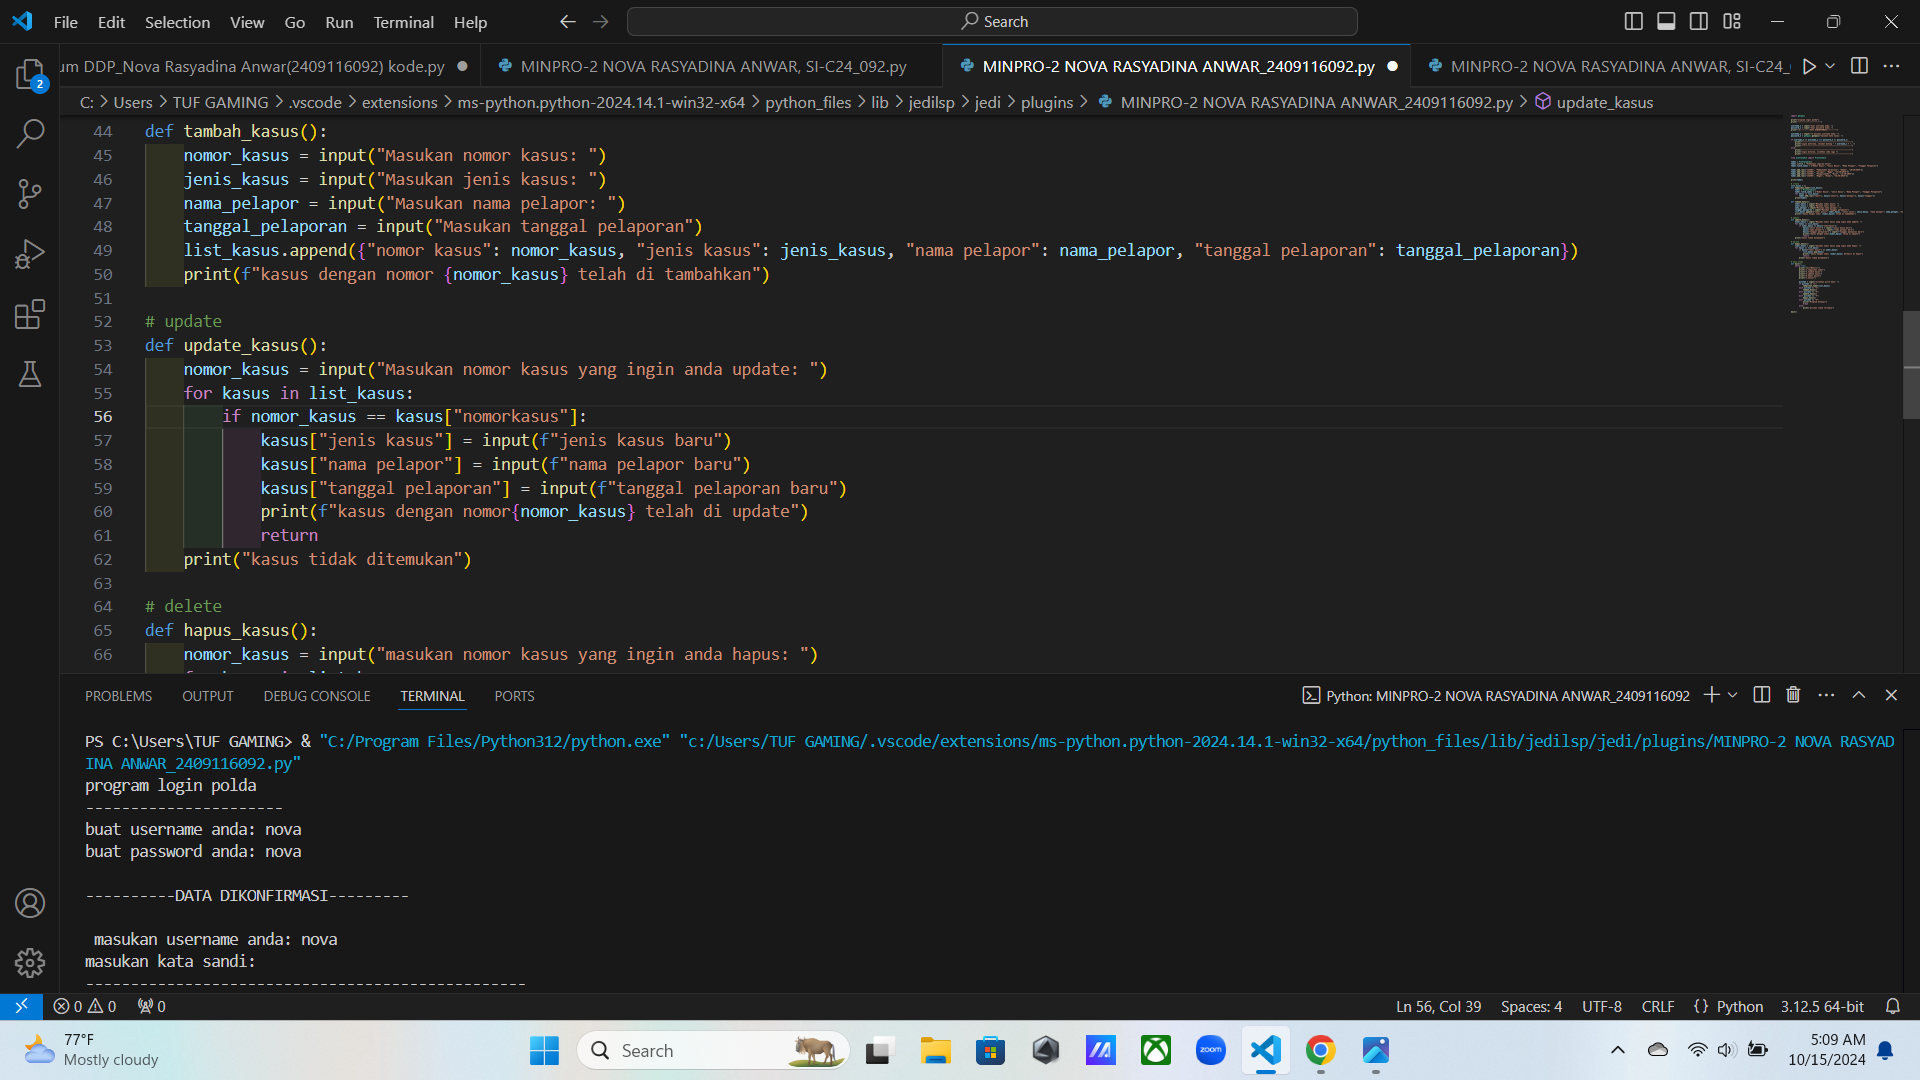 File Edit Selection View Go Run Terminal Help
Search
um DDP_Nova Rasyadina Anwar(2409116092) kode.py
MINPRO-2 NOVA RASYADINA ANWAR, SI-C24_092.py
MINPRO-2 NOVA RASYADINA ANWAR_2409116092.py
MINPRO-2 NOVA RASYADINA ANWAR, SI-C24_
C: > Users > TUF GAMING > .vscode > extensions > ms-python.python-2024.14.1-win32-x64 > python_files > lib > jedilsp > jedi > plugins > MINPRO-2 NOVA RASYADINA ANWAR_2409116092.py > update_kasus
2
44 def tambah_kasus():
45     nomor_kasus = input("Masukan nomor kasus: ")
46     jenis_kasus = input("Masukan jenis kasus: ")
47     nama_pelapor = input("Masukan nama pelapor: ")
48     tanggal_pelaporan = input("Masukan tanggal pelaporan")
49     list_kasus.append({"nomor kasus": nomor_kasus, "jenis kasus": jenis_kasus, "nama pelapor": nama_pelapor, "tanggal pelaporan": tanggal_pelaporan})
50     print(f"kasus dengan nomor {nomor_kasus} telah di tambahkan")
51
52 # update
53 def update_kasus():
54     nomor_kasus = input("Masukan nomor kasus yang ingin anda update: ")
55     for kasus in list_kasus:
56         if nomor_kasus == kasus["nomorkasus"]:
57             kasus["jenis kasus"] = input(f"jenis kasus baru")
58             kasus["nama pelapor"] = input(f"nama pelapor baru")
59             kasus["tanggal pelaporan"] = input(f"tanggal pelaporan baru")
60             print(f"kasus dengan nomor{nomor_kasus} telah di update")
61             return
62     print("kasus tidak ditemukan")
63
64 # delete
65 def hapus_kasus():
66     nomor_kasus = input("masukan nomor kasus yang ingin anda hapus: ")
PROBLEMS OUTPUT DEBUG CONSOLE TERMINAL PORTS
Python: MINPRO-2 NOVA RASYADINA ANWAR_2409116092
PS C:\Users\TUF GAMING> & "C:/Program Files/Python312/python.exe" "c:/Users/TUF GAMING/.vscode/extensions/ms-python.python-2024.14.1-win32-x64/python_files/lib/jedilsp/jedi/plugins/MINPRO-2 NOVA RASYAD
INA ANWAR_2409116092.py"
program login polda
----------------------
buat username anda: nova
buat password anda: nova
----------DATA DIKONFIRMASI---------
masukan username anda: nova
masukan kata sandi:
-------------------------------------------------
0 0 0
Ln 56, Col 39 Spaces: 4 UTF-8 CRLF {} Python 3.12.5 64-bit
77°F
Mostly cloudy
Search
zoom
5:09 AM
10/15/2024